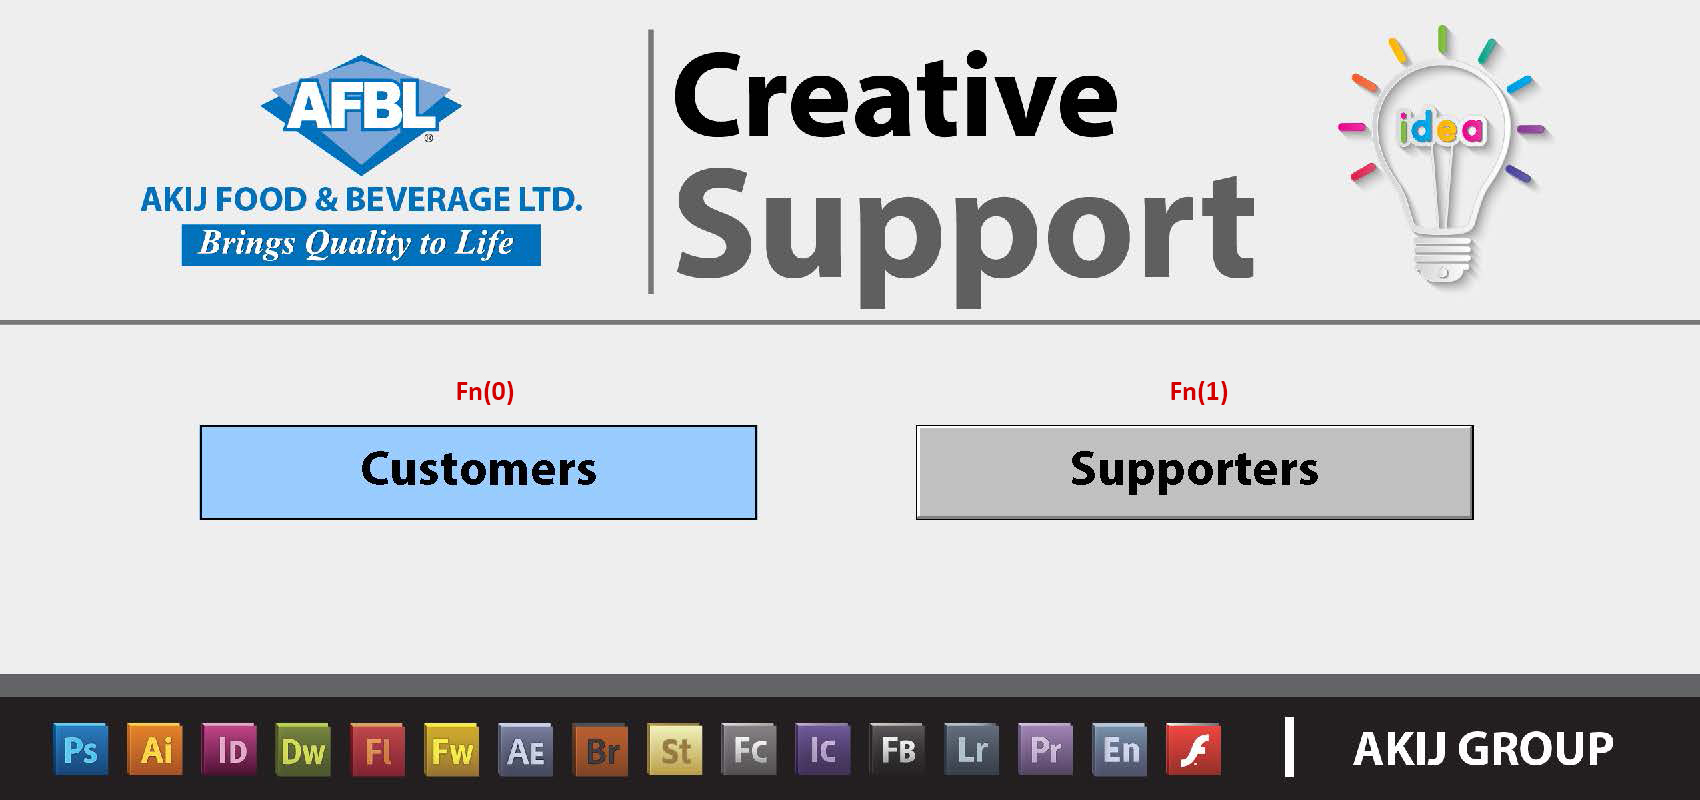 AFBL
®
AKIJ FOOD & BEVERAGE LTD.
Brings Quality to Life
Creative
Support
idea
Fn(0)
Fn(1)
Customers
Supporters
Ps Ai ID Dw Fl Fw AE Br St Fc Ic FB Lr Pr En f
AKIJ GROUP